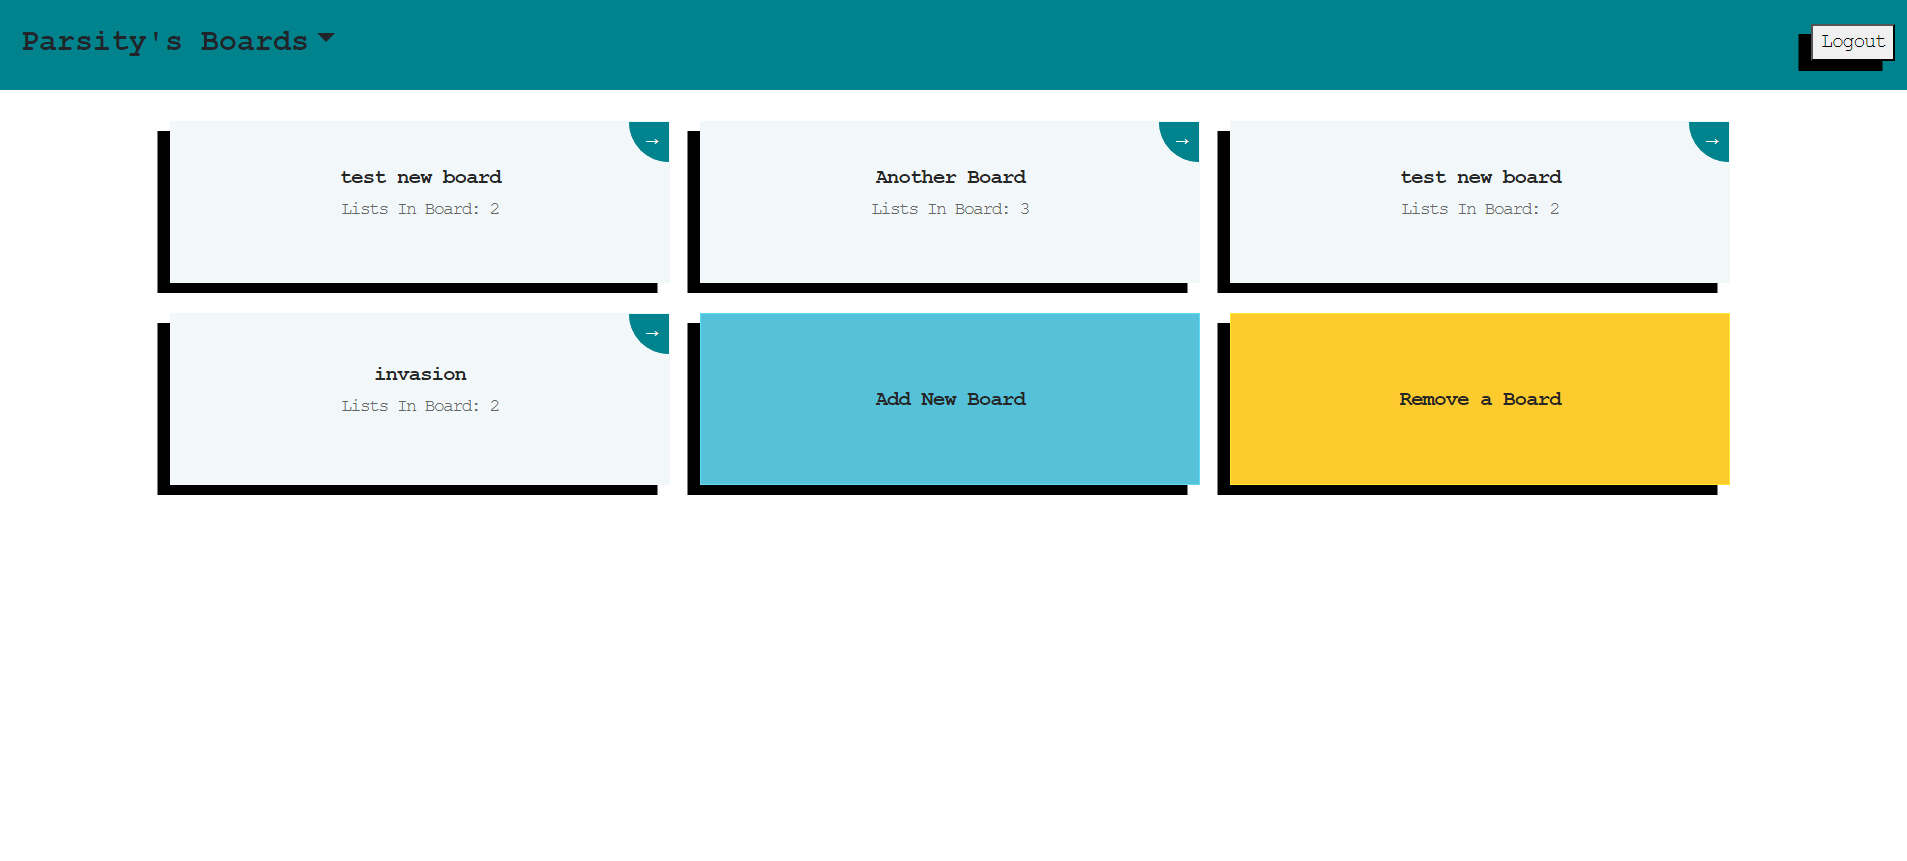 Parsity's Boards
Logout
→
test new board
Lists In Board: 2
→
Another Board
Lists In Board: 3
→
test new board
Lists In Board: 2
→
invasion
Lists In Board: 2
Add New Board
Remove a Board